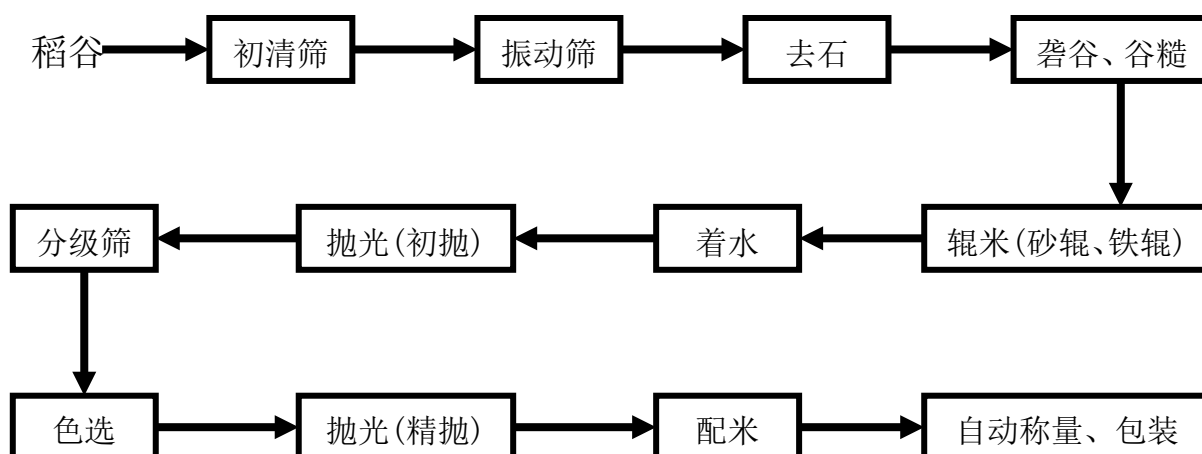 稻谷
初清筛
振动筛
去石
砻谷、谷糙
辊米(砂辊、铁辊)
着水
抛光(初抛)
分级筛
色选
抛光(精抛)
配米
自动称量、包装